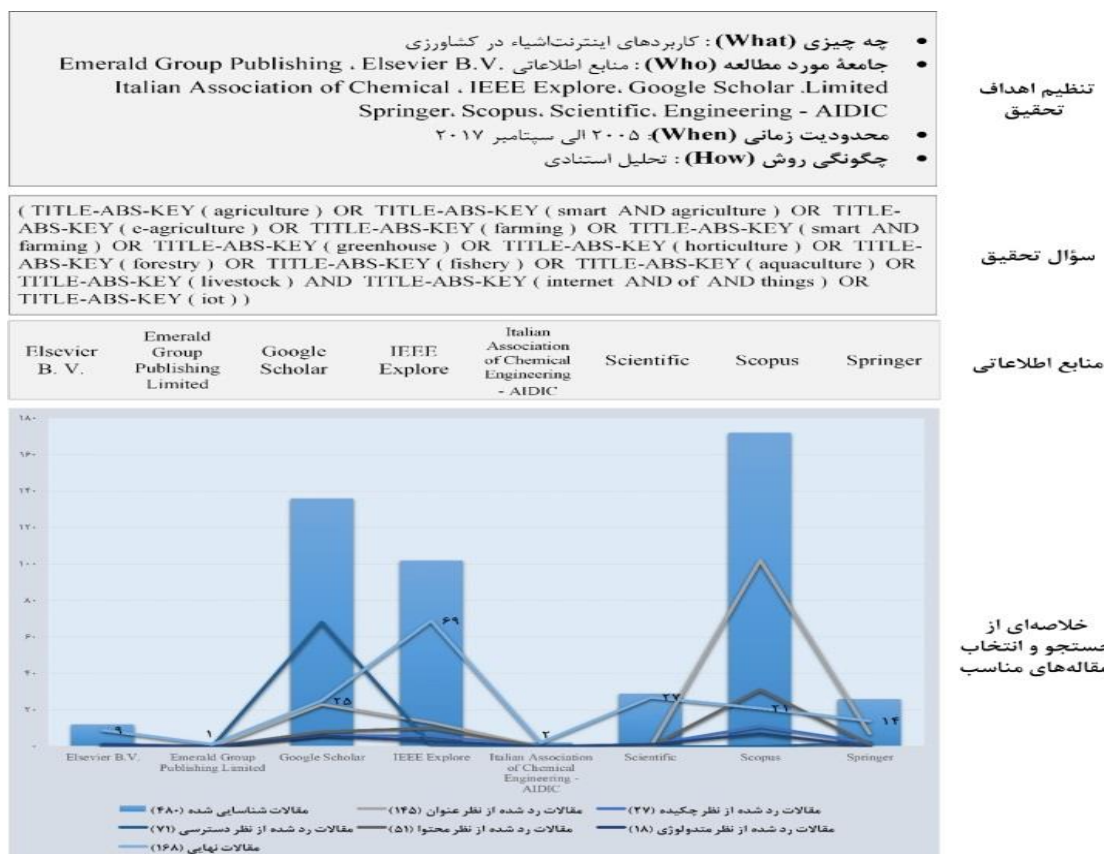 تنظیم اهداف
تحقیق
• چه چیزی (What): کاربردهای اینترنت‌اشیاء در کشاورزی
• جامعهٔ مورد مطالعه (Who): منابع اطلاعاتی Emerald Group Publishing ، Elsevier B.V.
Italian Association of Chemical ، IEEE Explore، Google Scholar ،Limited
Springer، Scopus، Scientific، Engineering - AIDIC
• محدودیت زمانی (When): ۲۰۰۵ الی سپتامبر ۲۰۱۷
• چگونگی روش (How): تحلیل استنادی
سؤال تحقیق
( TITLE-ABS-KEY ( agriculture ) OR TITLE-ABS-KEY ( smart AND agriculture ) OR TITLE-
ABS-KEY ( e-agriculture ) OR TITLE-ABS-KEY ( farming ) OR TITLE-ABS-KEY ( smart AND
farming ) OR TITLE-ABS-KEY ( greenhouse ) OR TITLE-ABS-KEY ( horticulture ) OR TITLE-
ABS-KEY ( forestry ) OR TITLE-ABS-KEY ( fishery ) OR TITLE-ABS-KEY ( aquaculture ) OR
TITLE-ABS-KEY ( livestock ) AND TITLE-ABS-KEY ( internet AND of AND things ) OR
TITLE-ABS-KEY ( iot ) )
منابع اطلاعاتی
Elsevier
B. V.
Emerald
Group
Publishing
Limited
Google
Scholar
IEEE
Explore
Italian
Association
of Chemical
Engineering
- AIDIC
Scientific
Scopus
Springer
خلاصه‌ای از
جستجو و انتخاب
مقاله‌های مناسب
۱۸۰
۱۶۰
۱۴۰
۱۲۰
۱۰۰
۸۰
۶۰
۴۰
۲۰
۰
۹
۱
۲۵
۶۹
۲
۲۷
۲۱
۱۴
Elsevier B.V.
Emerald Group
Publishing Limited
Google Scholar
IEEE Explore
Italian Association
of Chemical
Engineering -
AIDIC
Scientific
Scopus
Springer
مقالات شناسایی شده (۴۸۰)
مقالات رد شده از نظر عنوان (۱۴۵)
مقالات رد شده از نظر چکیده (۲۷)
مقالات رد شده از نظر دسترسی (۷۱)
مقالات رد شده از نظر محتوا (۵۱)
مقالات رد شده از نظر متدولوژی (۱۸)
مقالات نهایی (۱۶۸)